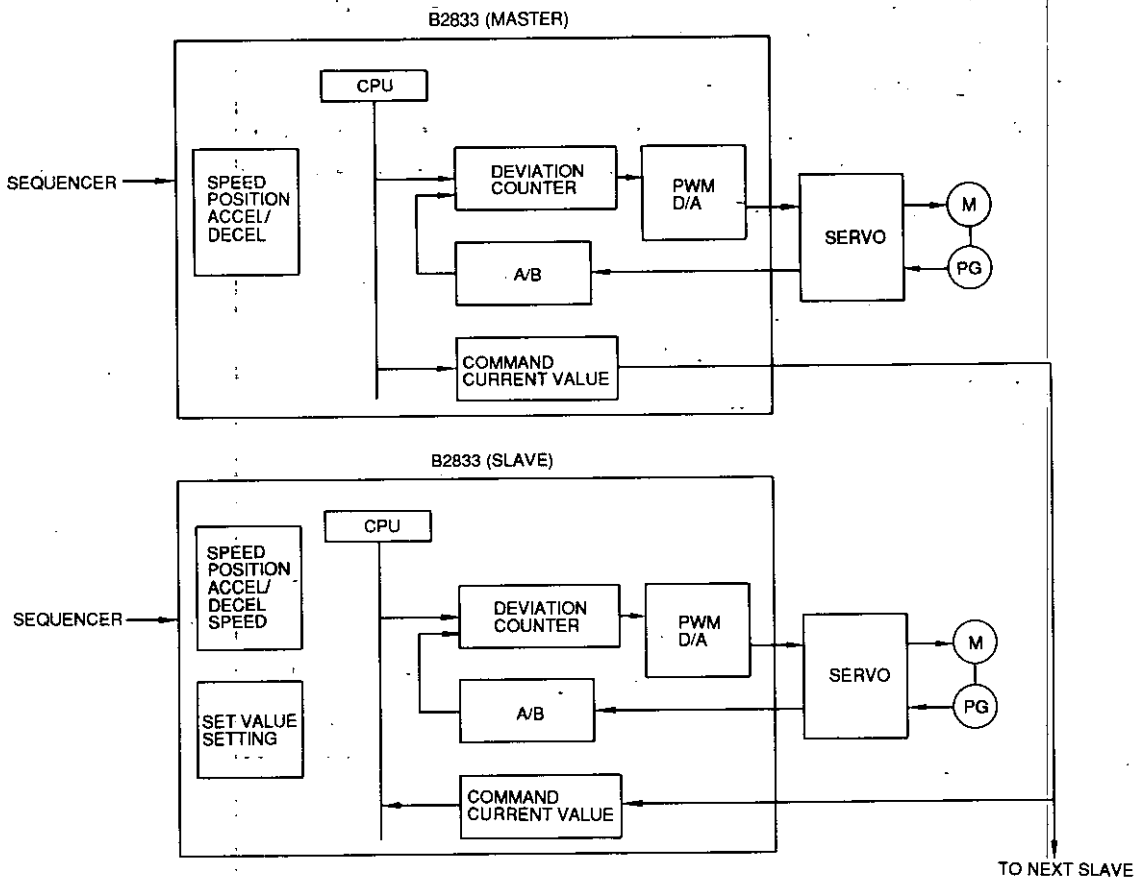 B2833 (MASTER)
CPU
SEQUENCER
SPEED
POSITION
ACCEL/
DECEL
DEVIATION
COUNTER
PWM
D/A
SERVO
M
PG
A/B
COMMAND
CURRENT VALUE
B2833 (SLAVE)
CPU
SEQUENCER
SPEED
POSITION
ACCEL/
DECEL
SPEED
SET VALUE
SETTING
DEVIATION
COUNTER
PWM
D/A
SERVO
M
PG
A/B
COMMAND
CURRENT VALUE
TO NEXT SLAVE